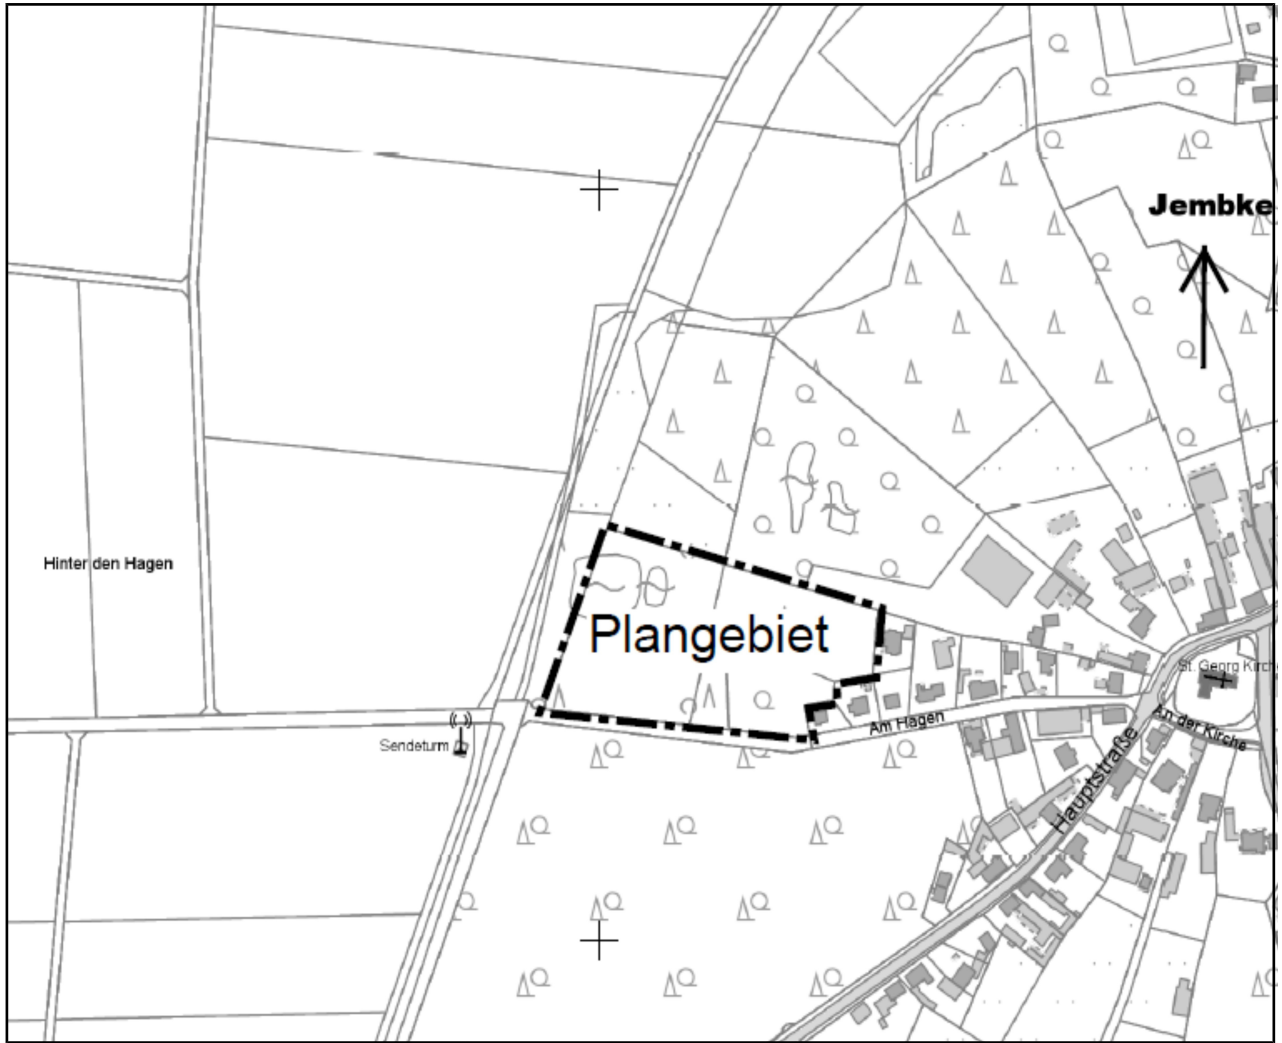 Jembke
Hinter den Hagen
Plangebiet
St. Georg Kirche
Am Hagen
An der Kirche
Sendeturm
Hauptstraße